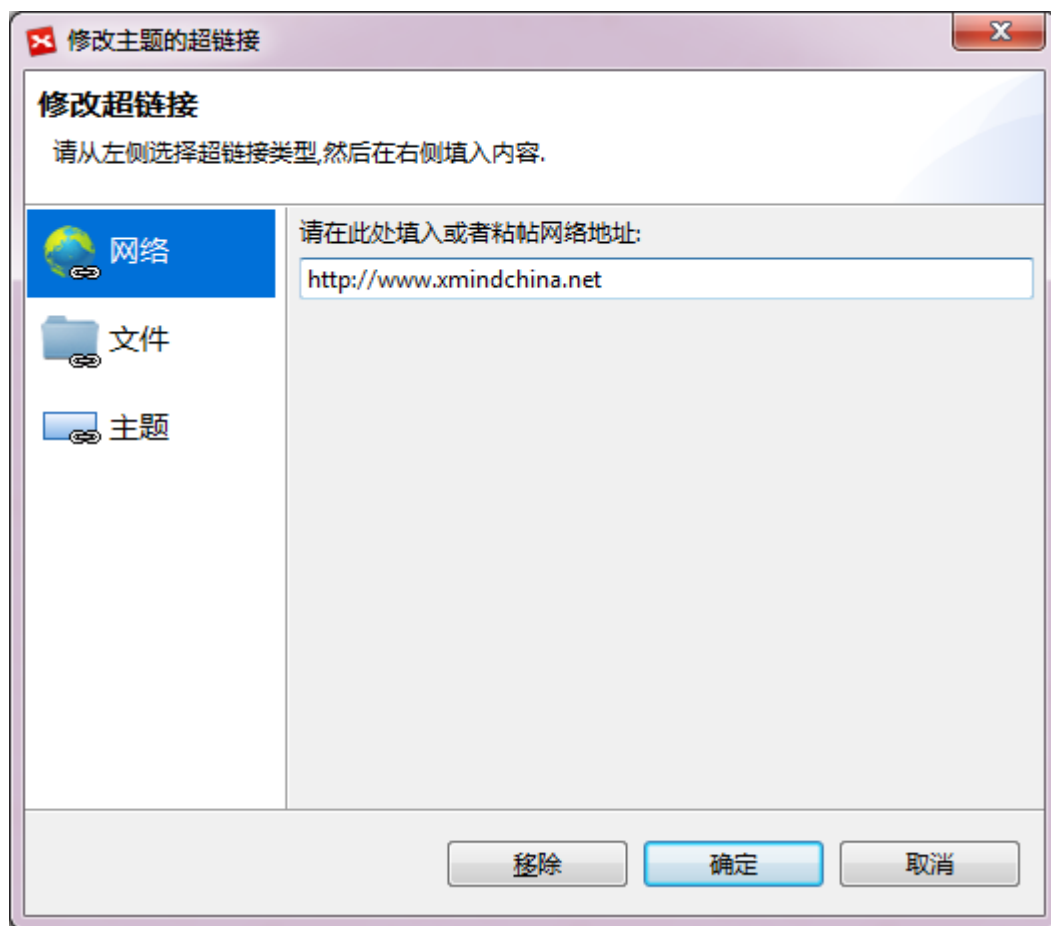 修改主题的超链接
修改超链接
请从左侧选择超链接类型,然后在右侧填入内容.
网络
请在此处填入或者粘帖网络地址:
http://www.xmindchina.net
文件
主题
移除
确定
取消